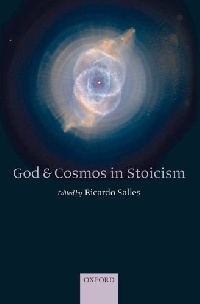 God & Cosmos in Stoicism
Edited by Ricardo Salles
OXFORD